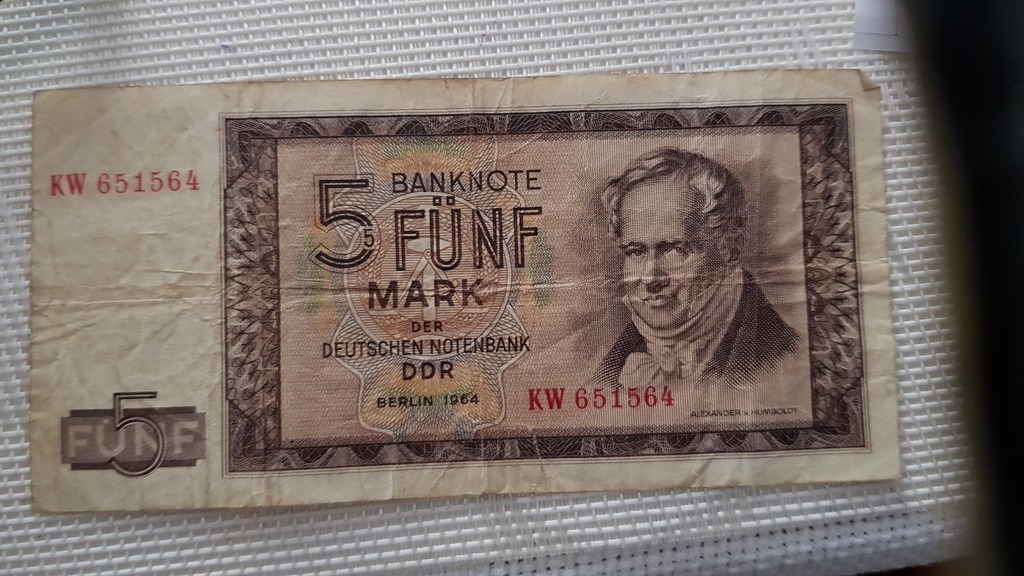 KW 651564
5 BANKNOTE
5 FÜNF
MARK
DER
DEUTSCHEN NOTENBANK
DDR
BERLIN 1964
KW 651564
ALEXANDER v. HUMBOLDT
FÜNF
5